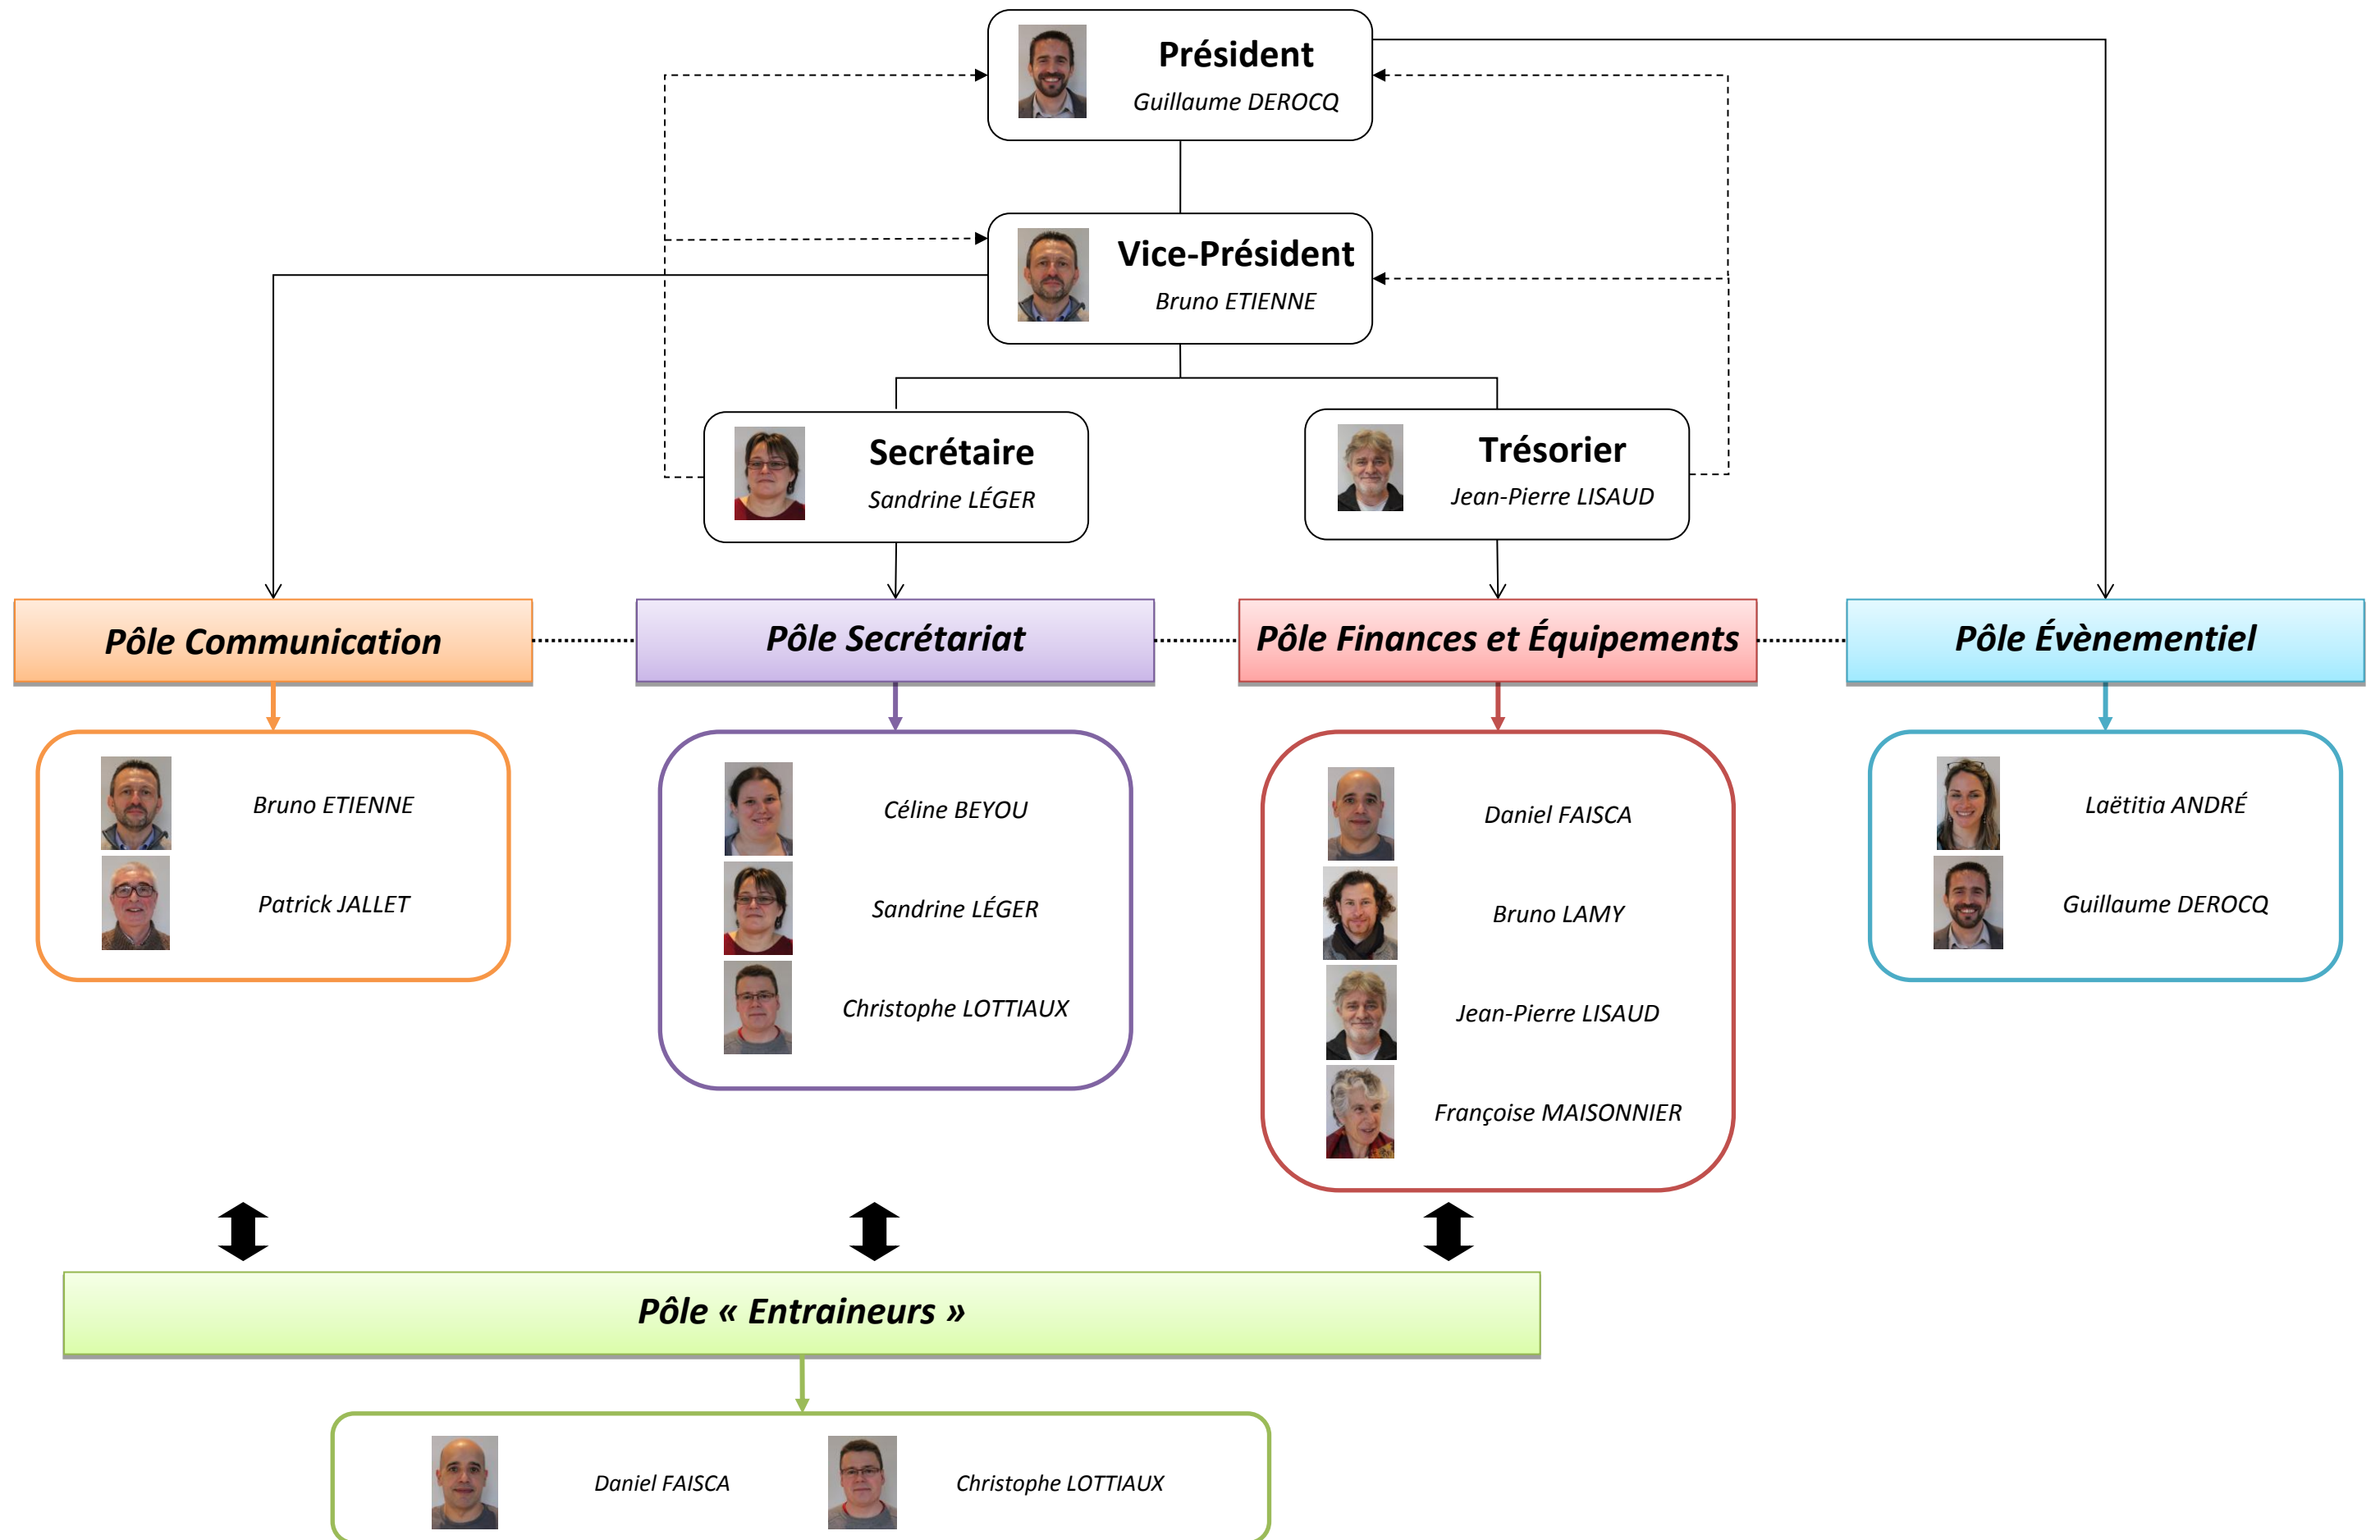 Président
Guillaume DEROCQ
Vice-Président
Bruno ETIENNE
Secrétaire
Sandrine LÉGER
Trésorier
Jean-Pierre LISAUD
Pôle Communication
Pôle Secrétariat
Pôle Finances et Équipements
Pôle Évènementiel
Bruno ETIENNE
Patrick JALLET
Céline BEYOU
Sandrine LÉGER
Christophe LOTTIAUX
Daniel FAISCA
Bruno LAMY
Jean-Pierre LISAUD
Françoise MAISONNIER
Laëtitia ANDRÉ
Guillaume DEROCQ
Pôle « Entraineurs »
Daniel FAISCA
Christophe LOTTIAUX